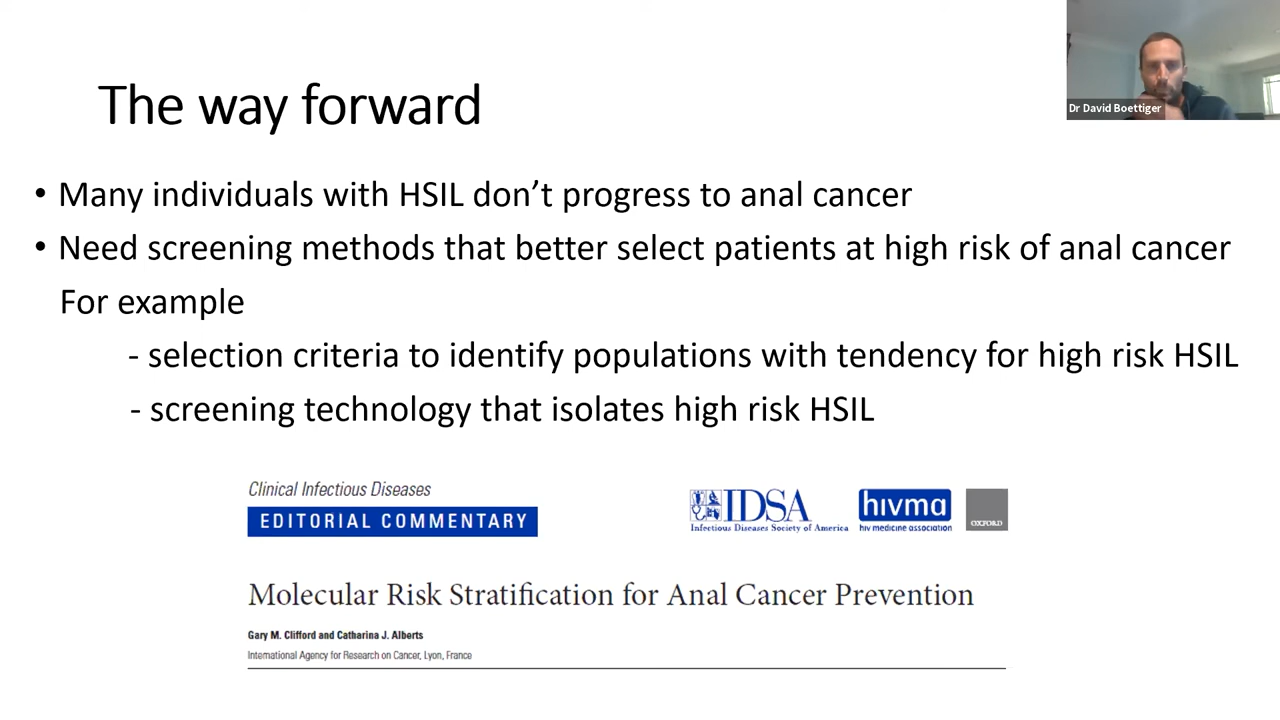 Dr David Boettiger
The way forward
• Many individuals with HSIL don’t progress to anal cancer
• Need screening methods that better select patients at high risk of anal cancer
For example
- selection criteria to identify populations with tendency for high risk HSIL
- screening technology that isolates high risk HSIL
Clinical Infectious Diseases
EDITORIAL COMMENTARY
IDSA
Infectious Diseases Society of America
hivma
hiv medicine association
OXFORD
Molecular Risk Stratification for Anal Cancer Prevention
Gary M. Clifford and Catharina J. Alberts
International Agency for Research on Cancer, Lyon, France